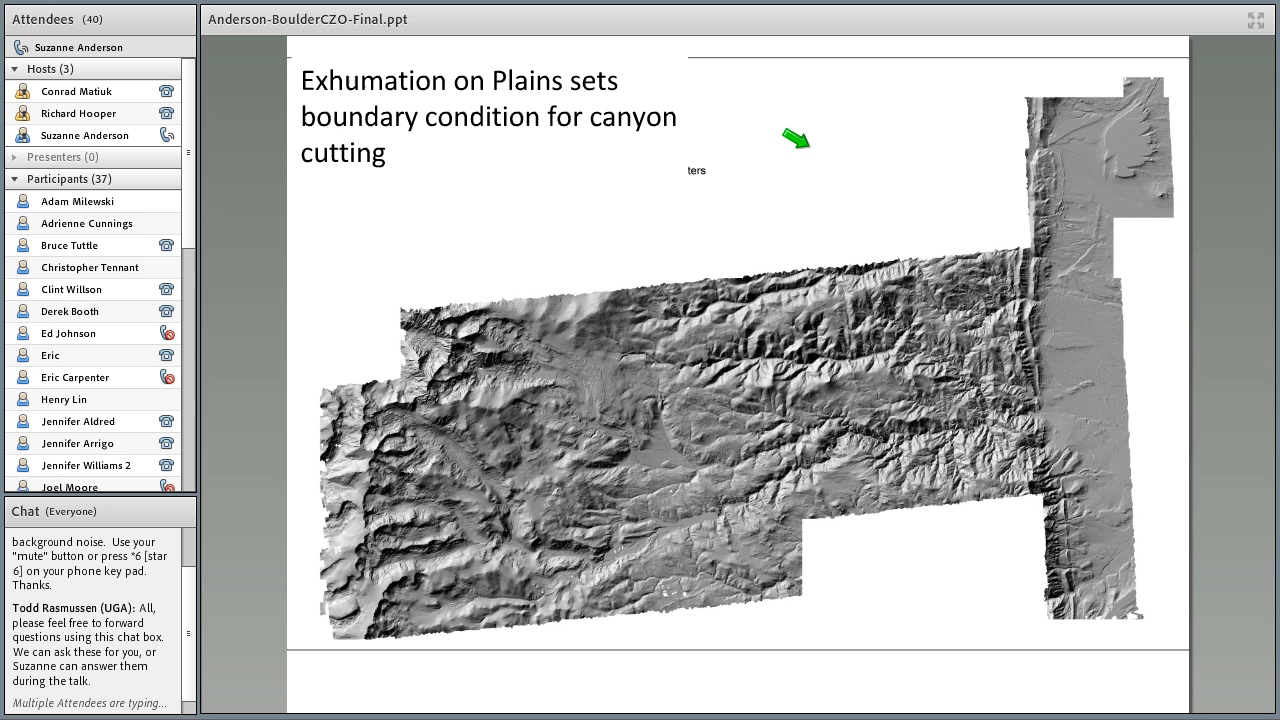 Attendees (40)
Suzanne Anderson
Hosts (3)
Conrad Matiuk
Richard Hooper
Suzanne Anderson
Presenters (0)
Participants (37)
Adam Milewski
Adrienne Cunnings
Bruce Tuttle
Christopher Tennant
Clint Willson
Derek Booth
Ed Johnson
Eric
Eric Carpenter
Henry Lin
Jennifer Aldred
Jennifer Arrigo
Jennifer Williams 2
Joel Moore
Chat (Everyone)
background noise. Use your
"mute" button or press *6 [star
6] on your phone key pad.
Thanks.
Todd Rasmussen (UGA): All,
please feel free to forward
questions using this chat box.
We can ask these for you, or
Suzanne can answer them
during the talk.
Multiple Attendees are typing...
Anderson-BoulderCZO-Final.ppt
Exhumation on Plains sets
boundary condition for canyon
cutting
ters